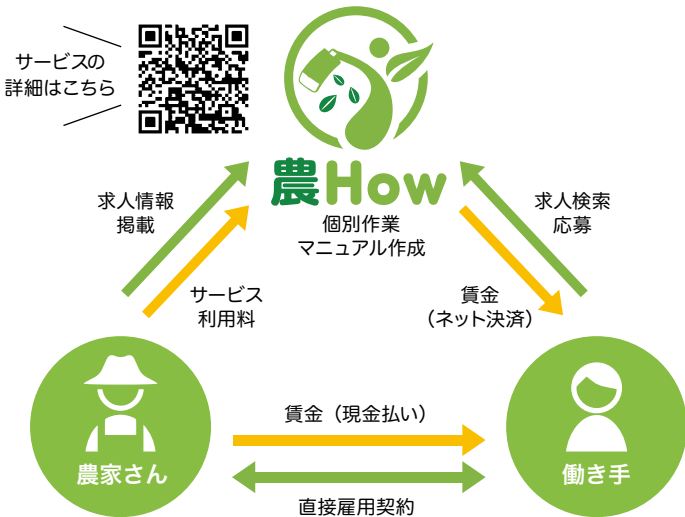 サービスの
詳細はこちら
農How
個別作業
マニュアル作成
求人情報
掲載
求人検索
応募
サービス
利用料
賃金
（ネット決済）
農家さん
賃金（現金払い）
働き手
直接雇用契約